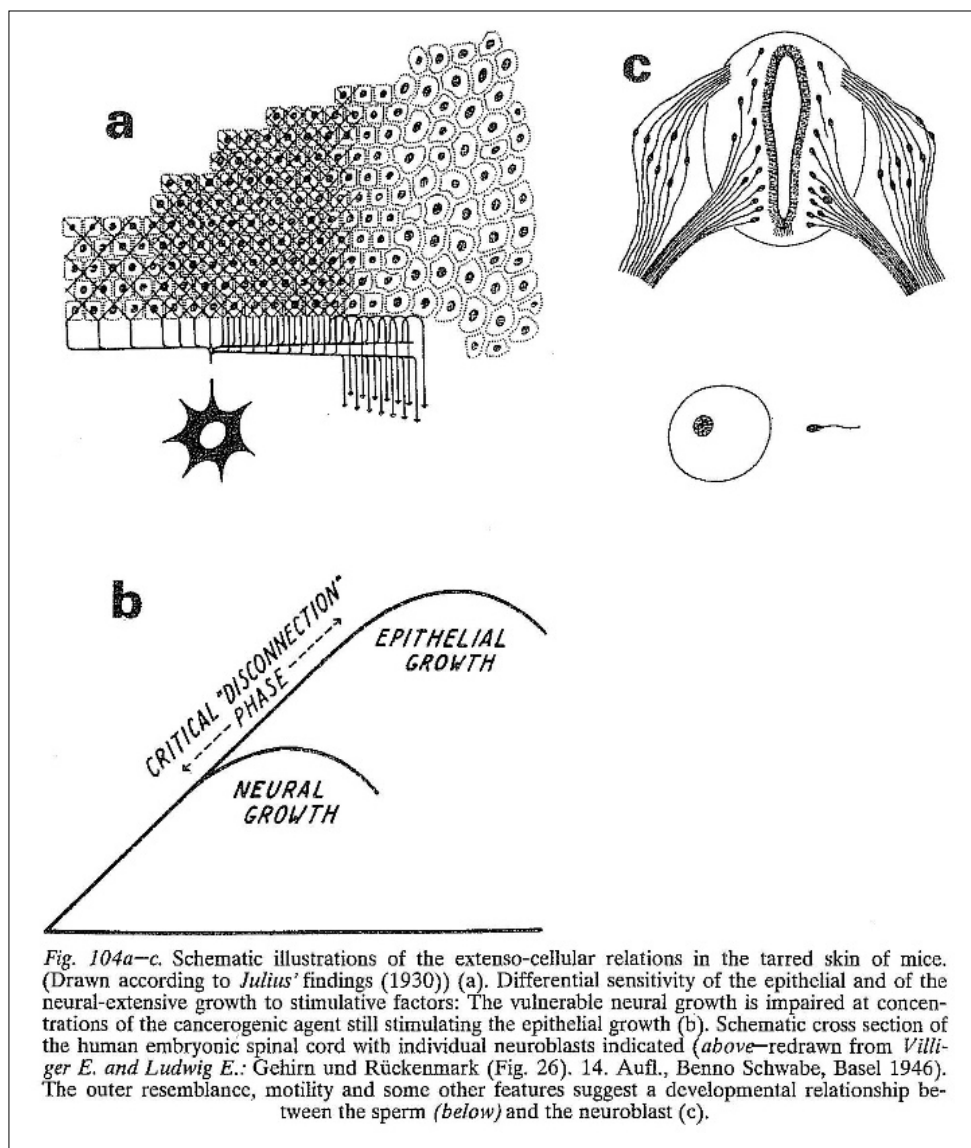 a
c
b
CRITICAL "DISCONNECTION"
PHASE
EPITHELIAL
GROWTH
NEURAL
GROWTH
Fig. 104a—c. Schematic illustrations of the extenso-cellular relations in the tarred skin of mice.
(Drawn according to Julius' findings (1930)) (a). Differential sensitivity of the epithelial and of the
neural-extensive growth to stimulative factors: The vulnerable neural growth is impaired at concen-
trations of the cancerogenic agent still stimulating the epithelial growth (b). Schematic cross section of
the human embryonic spinal cord with individual neuroblasts indicated (above—redrawn from Villi-
ger E. and Ludwig E.: Gehirn und Rückenmark (Fig. 26). 14. Aufl., Benno Schwabe, Basel 1946).
The outer resemblance, motility and some other features suggest a developmental relationship be-
tween the sperm (below) and the neuroblast (c).